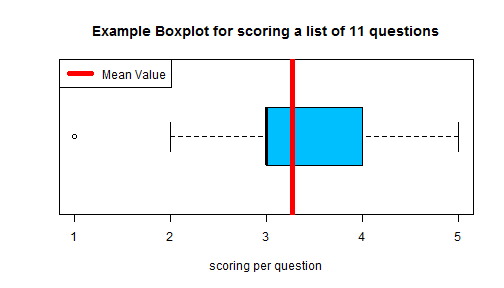 Example Boxplot for scoring a list of 11 questions
Mean Value
1 2 3 4 5
scoring per question